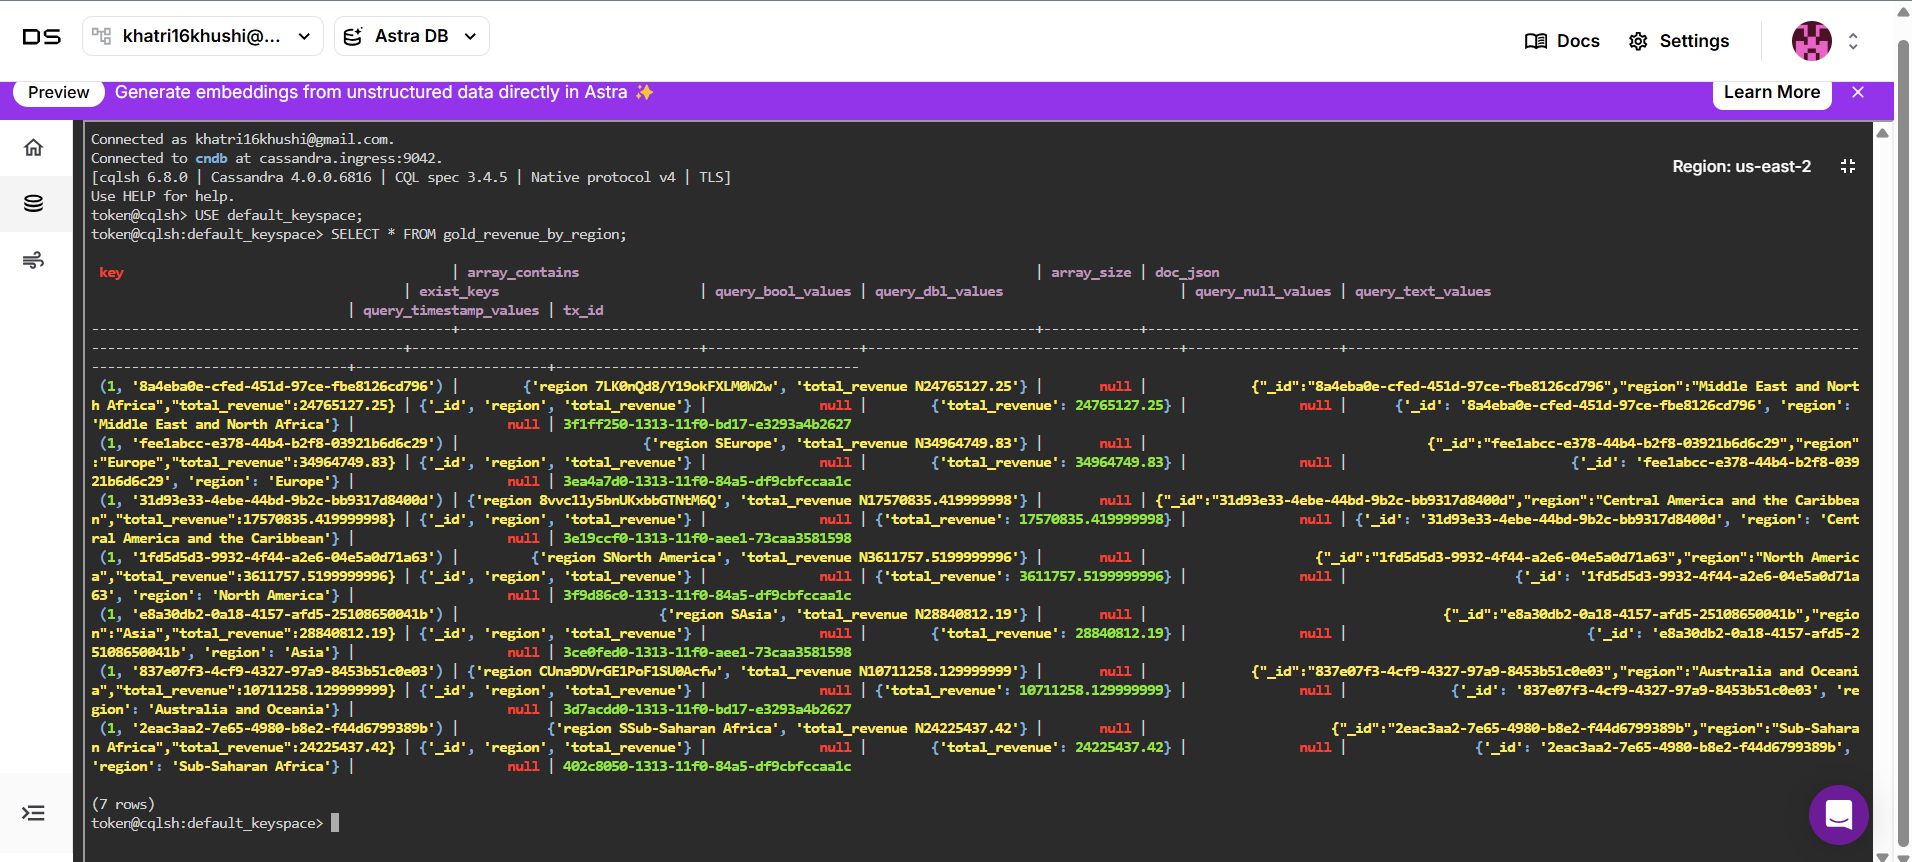 DS khatri16khushi@... Astra DB Docs Settings
Preview Generate embeddings from unstructured data directly in Astra ✨ Learn More ×
Connected as khatri16khushi@gmail.com.
Connected to cndb at cassandra.ingress:9042.
Region: us-east-2
[cqlsh 6.8.0 | Cassandra 4.0.0.6816 | CQL spec 3.4.5 | Native protocol v4 | TLS]
Use HELP for help.
token@cqlsh> USE default_keyspace;
token@cqlsh:default_keyspace> SELECT * FROM gold_revenue_by_region;
key | array_contains | array_size | doc_json
| exist_keys | query_bool_values | query_dbl_values | query_null_values | query_text_values
| query_timestamp_values | tx_id
(1, '8a4eba0e-cfed-451d-97ce-fbe8126cd796') | {'region 7LK0nQd8/Y19okFXLM0W2w', 'total_revenue N24765127.25'} | null | {"_id":"8a4eba0e-cfed-451d-97ce-fbe8126cd796","region":"Middle East and Nort
h Africa","total_revenue":24765127.25} | {'_id', 'region', 'total_revenue'} | null | {'total_revenue': 24765127.25} | null | {'_id': '8a4eba0e-cfed-451d-97ce-fbe8126cd796', 'region':
'Middle East and North Africa'} | null | 3f1ff250-1313-11f0-bd17-e3293a4b2627
(1, 'fee1abcc-e378-44b4-b2f8-03921b6d6c29') | {'region SEurope', 'total_revenue N34964749.83'} | null | {"_id":"fee1abcc-e378-44b4-b2f8-03921b6d6c29","region"
:"Europe","total_revenue":34964749.83} | {'_id', 'region', 'total_revenue'} | null | {'total_revenue': 34964749.83} | null | {'_id': 'fee1abcc-e378-44b4-b2f8-039
21b6d6c29', 'region': 'Europe'} | null | 3ea4a7d0-1313-11f0-84a5-df9cbfccaa1c
(1, '31d93e33-4ebe-44bd-9b2c-bb9317d8400d') | {'region 8vvc11y5bnUKxbbGTNtM6Q', 'total_revenue N17570835.419999998'} | null | {"_id":"31d93e33-4ebe-44bd-9b2c-bb9317d8400d","region":"Central America and the Caribbea
n","total_revenue":17570835.419999998} | {'_id', 'region', 'total_revenue'} | null | {'total_revenue': 17570835.419999998} | null | {'_id': '31d93e33-4ebe-44bd-9b2c-bb9317d8400d', 'region': 'Cent
ral America and the Caribbean'} | null | 3e19ccf0-1313-11f0-aee1-73caa3581598
(1, '1fd5d5d3-9932-4f44-a2e6-04e5a0d71a63') | {'region SNorth America', 'total_revenue N3611757.5199999996'} | null | {"_id":"1fd5d5d3-9932-4f44-a2e6-04e5a0d71a63","region":"North Americ
a","total_revenue":3611757.5199999996} | {'_id', 'region', 'total_revenue'} | null | {'total_revenue': 3611757.5199999996} | null | {'_id': '1fd5d5d3-9932-4f44-a2e6-04e5a0d71a
63', 'region': 'North America'} | null | 3f9d86c0-1313-11f0-84a5-df9cbfccaa1c
(1, 'e8a30db2-0a18-4157-afd5-25108650041b') | {'region SAsia', 'total_revenue N28840812.19'} | null | {"_id":"e8a30db2-0a18-4157-afd5-25108650041b","regio
n":"Asia","total_revenue":28840812.19} | {'_id', 'region', 'total_revenue'} | null | {'total_revenue': 28840812.19} | null | {'_id': 'e8a30db2-0a18-4157-afd5-2
5108650041b', 'region': 'Asia'} | null | 3ce0fed0-1313-11f0-aee1-73caa3581598
(1, '837e07f3-4cf9-4327-97a9-8453b51c0e03') | {'region CUna9DVrGE1PoF1SU0Acfw', 'total_revenue N10711258.129999999'} | null | {"_id":"837e07f3-4cf9-4327-97a9-8453b51c0e03","region":"Australia and Oceani
a","total_revenue":10711258.129999999} | {'_id', 'region', 'total_revenue'} | null | {'total_revenue': 10711258.129999999} | null | {'_id': '837e07f3-4cf9-4327-97a9-8453b51c0e03', 're
gion': 'Australia and Oceania'} | null | 3d7acdd0-1313-11f0-bd17-e3293a4b2627
(1, '2eac3aa2-7e65-4980-b8e2-f44d6799389b') | {'region SSub-Saharan Africa', 'total_revenue N24225437.42'} | null | {"_id":"2eac3aa2-7e65-4980-b8e2-f44d6799389b","region":"Sub-Sahara
n Africa","total_revenue":24225437.42} | {'_id', 'region', 'total_revenue'} | null | {'total_revenue': 24225437.42} | null | {'_id': '2eac3aa2-7e65-4980-b8e2-f44d6799389b',
'region': 'Sub-Saharan Africa'} | null | 402c8050-1313-11f0-84a5-df9cbfccaa1c
(7 rows)
token@cqlsh:default_keyspace>